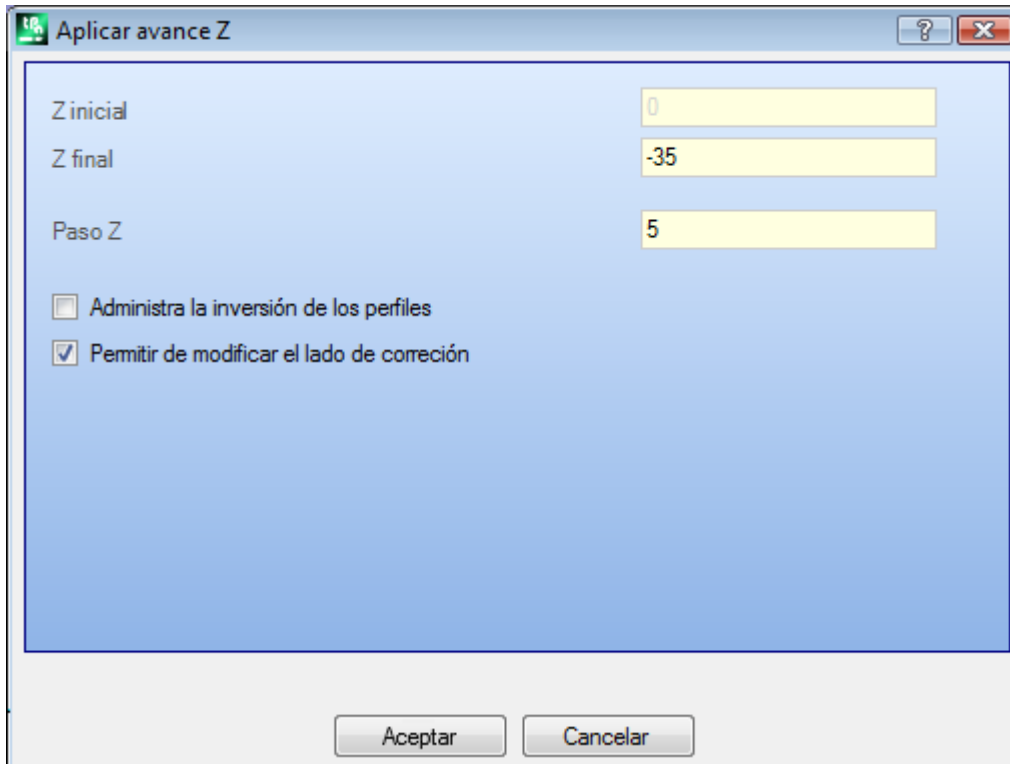 Aplicar avance Z
Z inicial 0
Z final -35
Paso Z 5
Administra la inversión de los perfiles
Permitir de modificar el lado de correción
Aceptar Cancelar